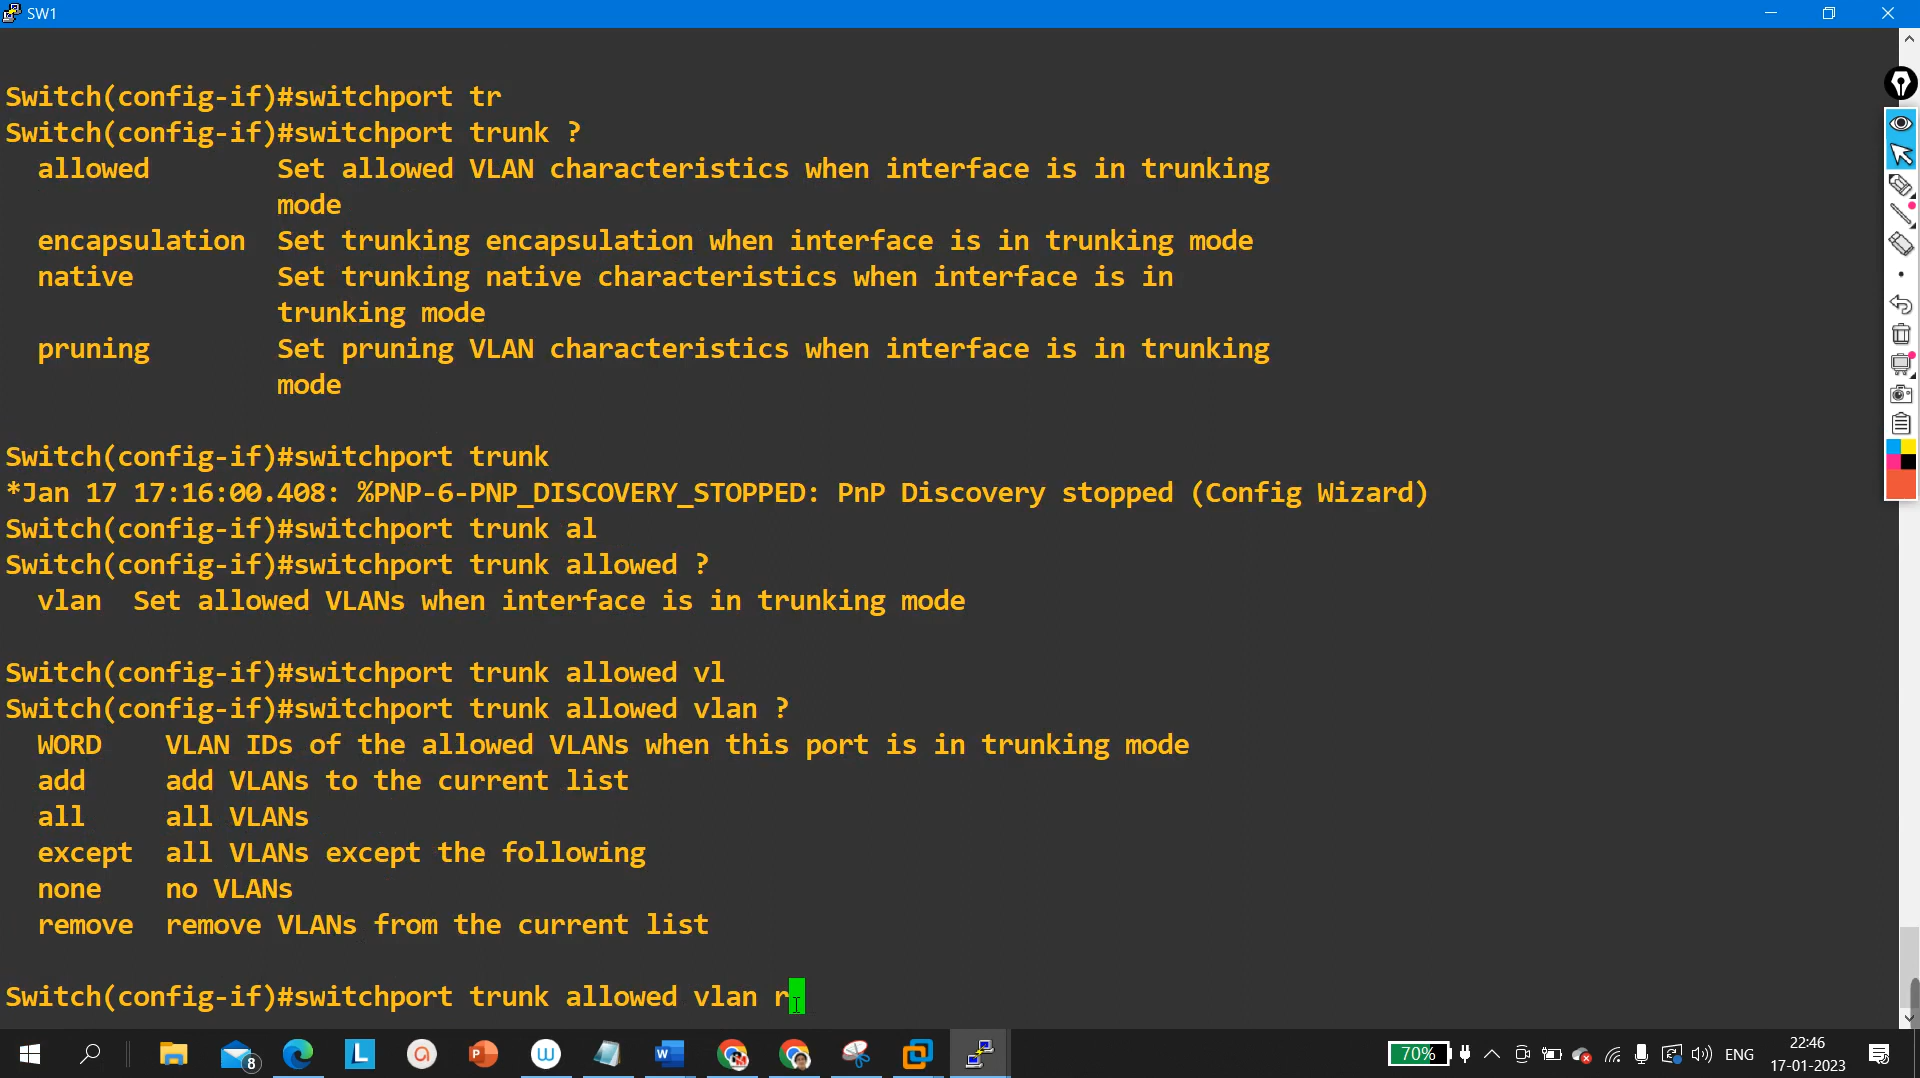 SW1
Switch(config-if)#switchport tr
Switch(config-if)#switchport trunk ?
  allowed        Set allowed VLAN characteristics when interface is in trunking
                 mode
  encapsulation  Set trunking encapsulation when interface is in trunking mode
  native         Set trunking native characteristics when interface is in
                 trunking mode
  pruning        Set pruning VLAN characteristics when interface is in trunking
                 mode
Switch(config-if)#switchport trunk
*Jan 17 17:16:00.408: %PNP-6-PNP_DISCOVERY_STOPPED: PnP Discovery stopped (Config Wizard)
Switch(config-if)#switchport trunk al
Switch(config-if)#switchport trunk allowed ?
  vlan  Set allowed VLANs when interface is in trunking mode
Switch(config-if)#switchport trunk allowed vl
Switch(config-if)#switchport trunk allowed vlan ?
  WORD    VLAN IDs of the allowed VLANs when this port is in trunking mode
  add     add VLANs to the current list
  all     all VLANs
  except  all VLANs except the following
  none    no VLANs
  remove  remove VLANs from the current list
Switch(config-if)#switchport trunk allowed vlan r
8
L
a
P
W
W
70%
ENG
22:46
17-01-2023